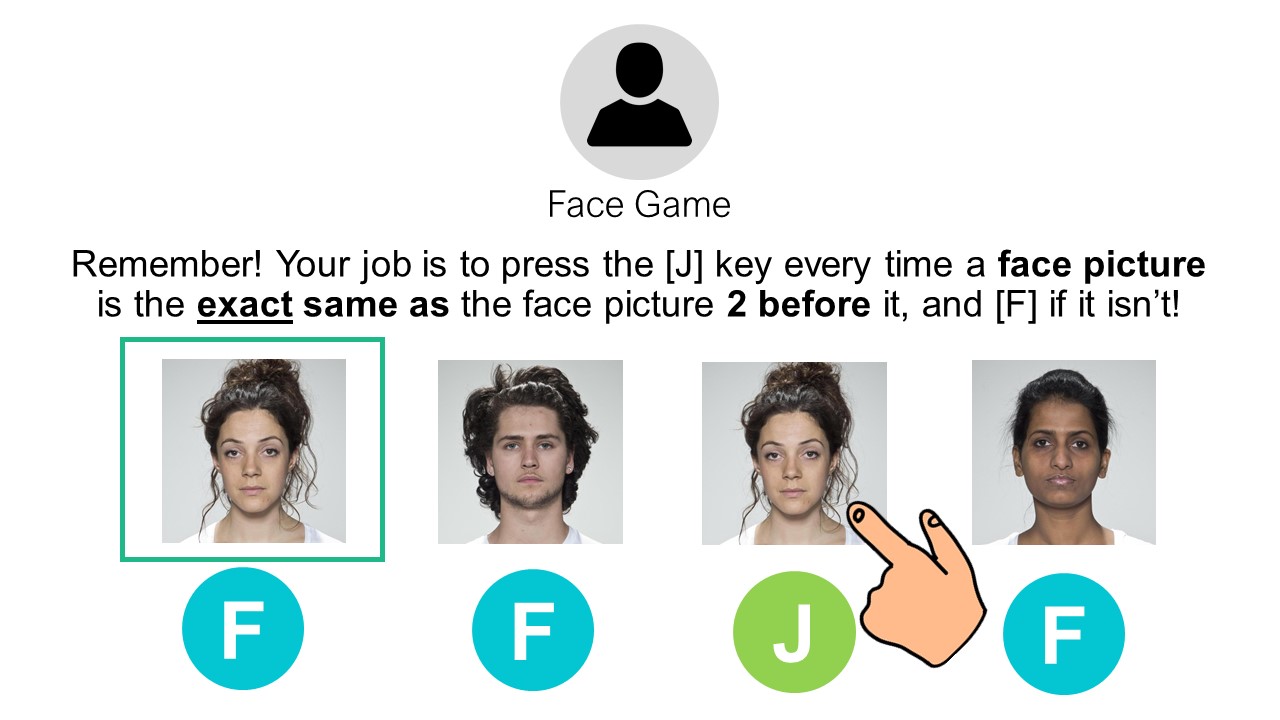 Face Game
Remember! Your job is to press the [J] key every time a face picture
is the exact same as the face picture 2 before it, and [F] if it isn’t!
F F J F